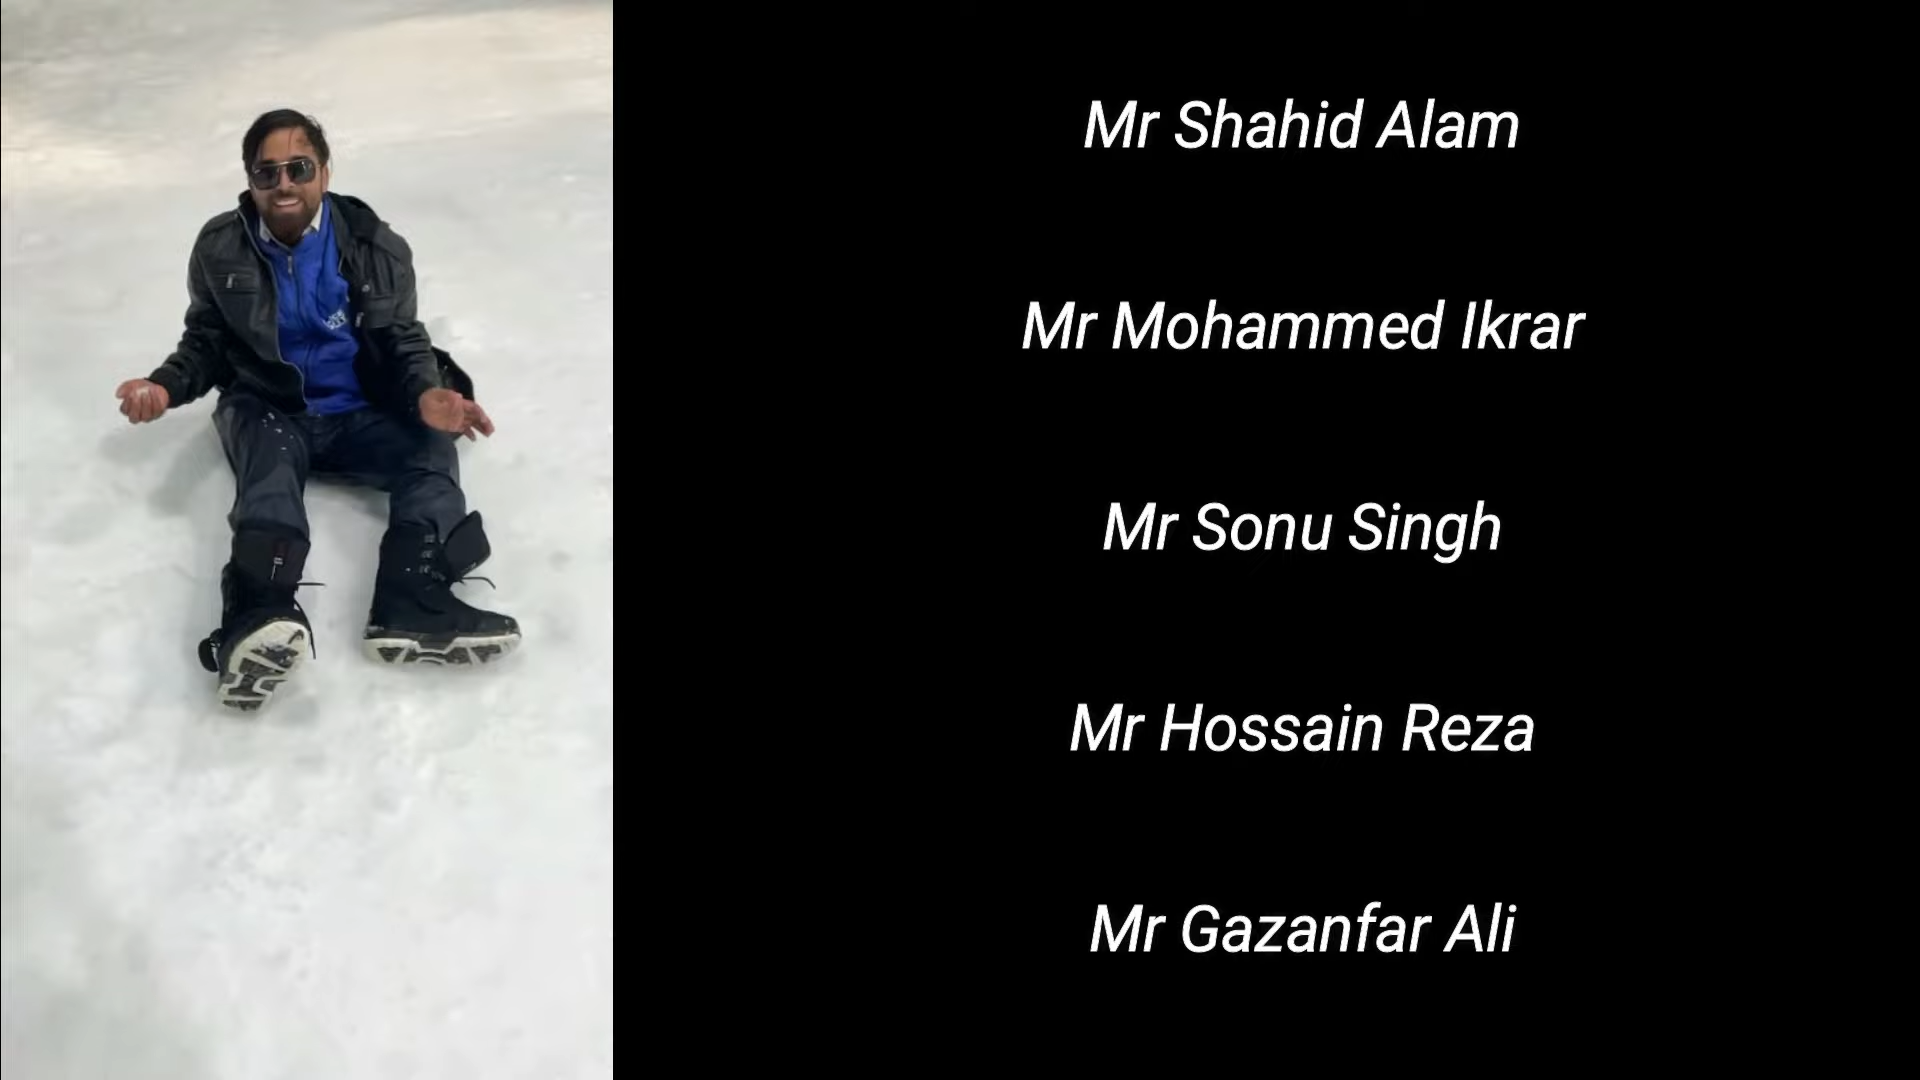 Mr Shahid Alam
Mr Mohammed Ikrar
Mr Sonu Singh
Mr Hossain Reza
Mr Gazanfar Ali